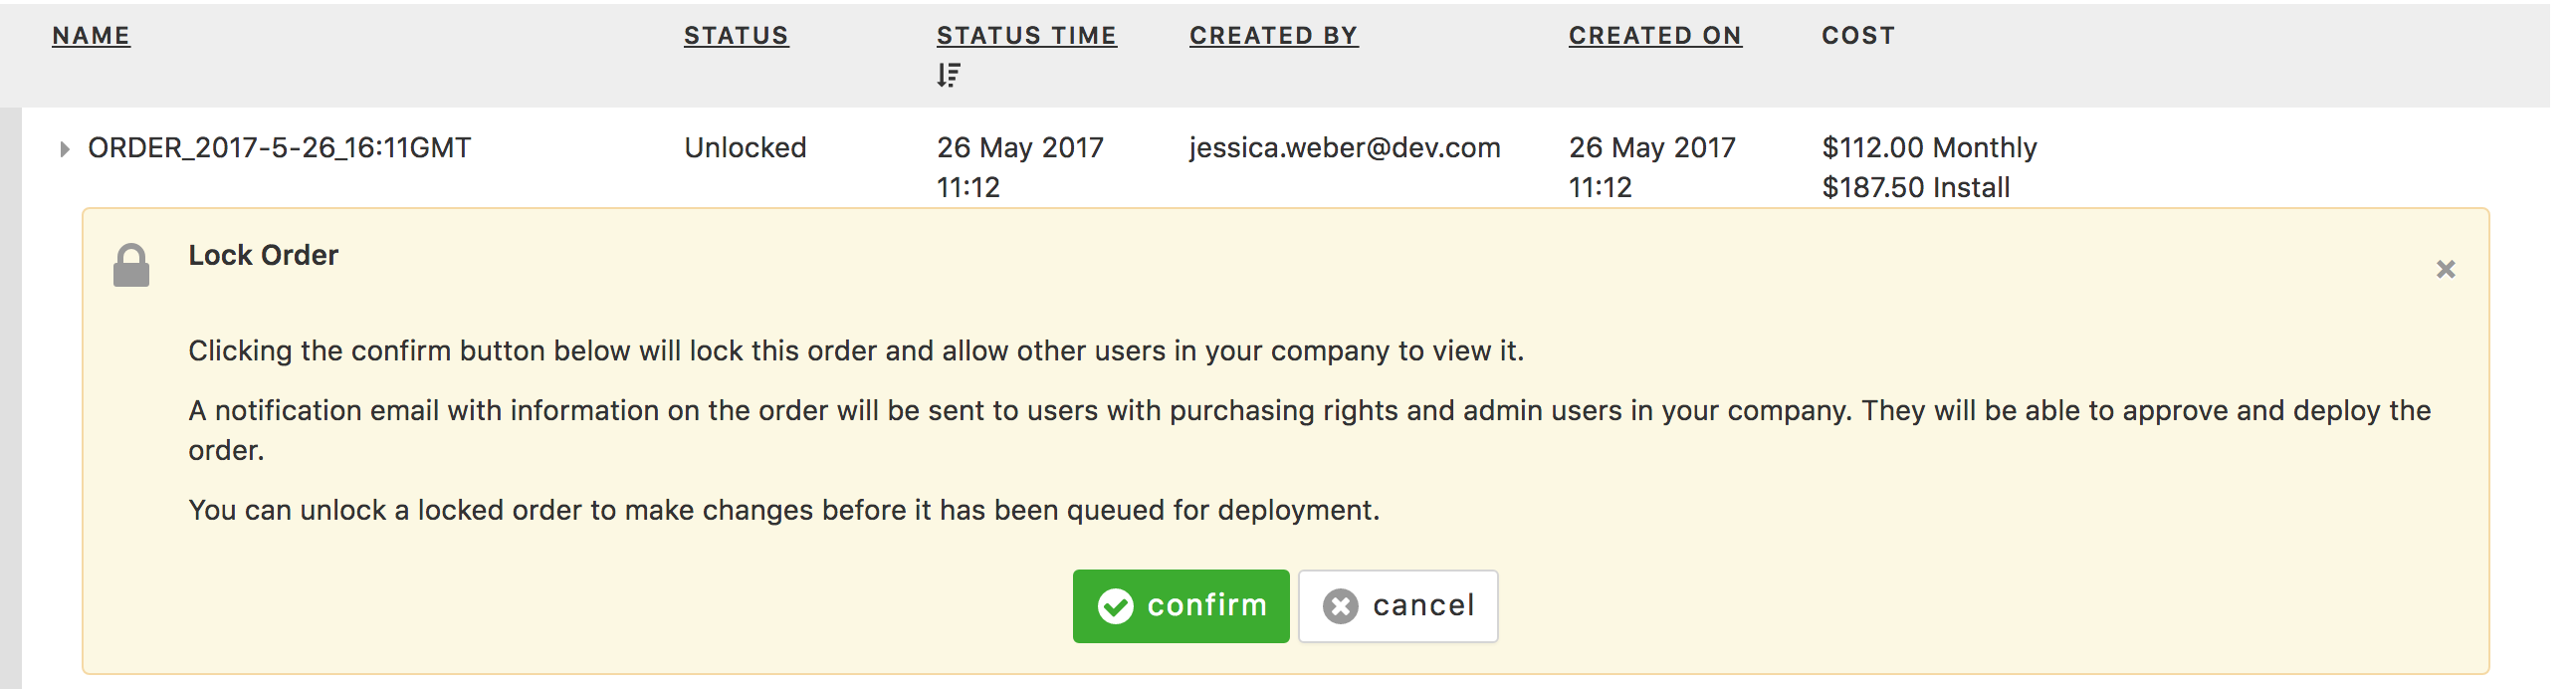 NAME STATUS STATUS TIME CREATED BY CREATED ON COST
ORDER_2017-5-26_16:11GMT Unlocked 26 May 2017 jessica.weber@dev.com 26 May 2017 $112.00 Monthly
11:12 11:12 $187.50 Install
Lock Order
Clicking the confirm button below will lock this order and allow other users in your company to view it.
A notification email with information on the order will be sent to users with purchasing rights and admin users in your company. They will be able to approve and deploy the
order.
You can unlock a locked order to make changes before it has been queued for deployment.
confirm cancel